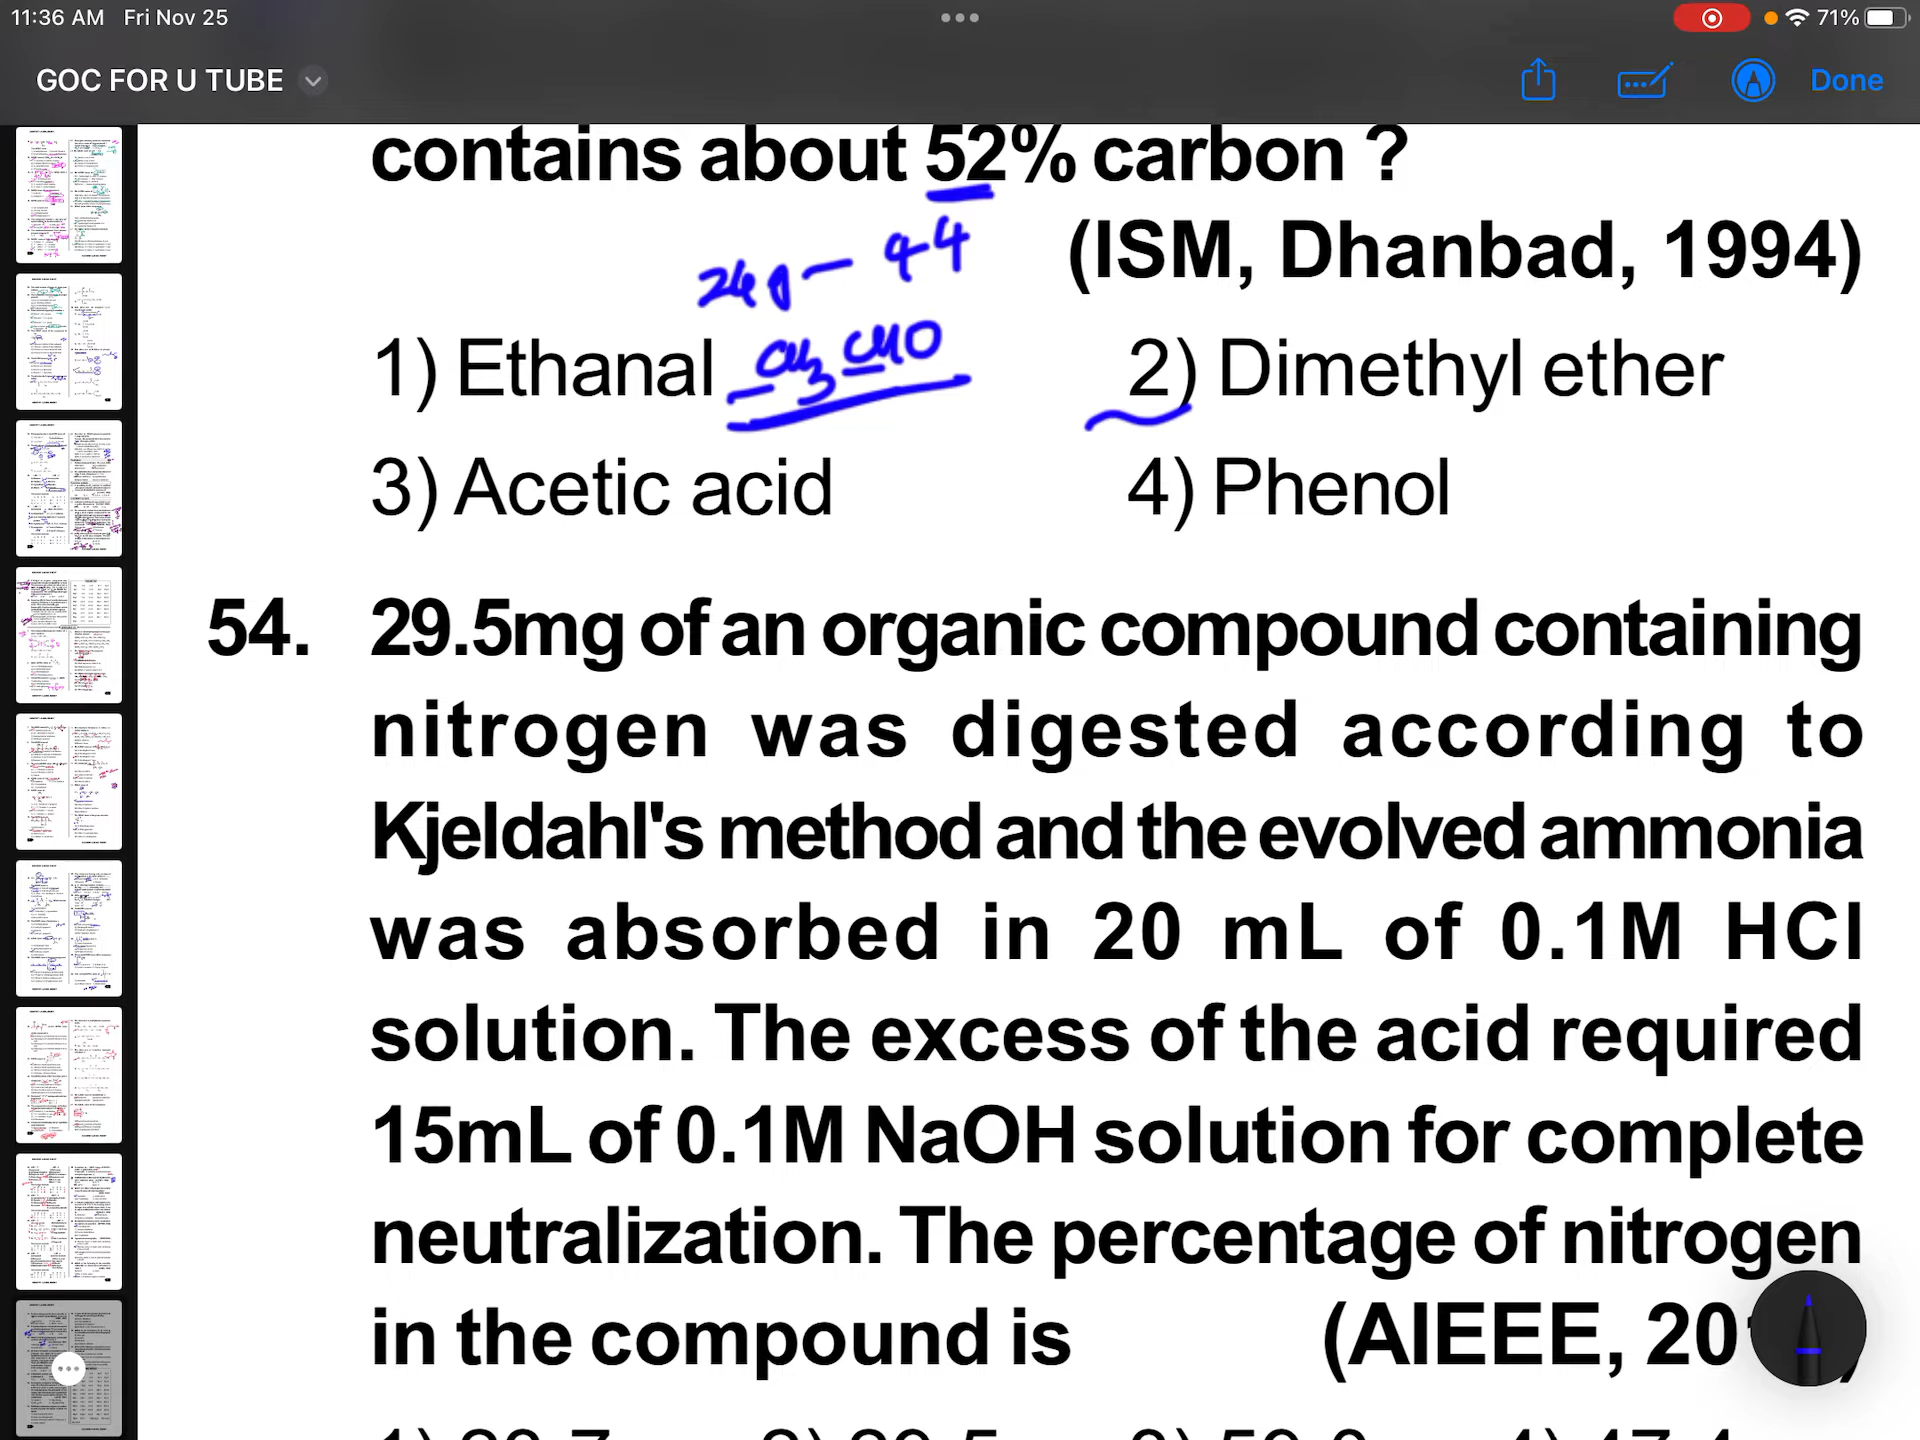 11:36 AM Fri Nov 25
71%
GOC FOR U TUBE
Done
contains about 52% carbon ?
(ISM, Dhanbad, 1994)
24g - 44
1) Ethanal CH3 CHO 2) Dimethyl ether
3) Acetic acid 4) Phenol
54. 29.5mg of an organic compound containing
nitrogen was digested according to
Kjeldahl's method and the evolved ammonia
was absorbed in 20 mL of 0.1M HCl
solution. The excess of the acid required
15mL of 0.1M NaOH solution for complete
neutralization. The percentage of nitrogen
in the compound is (AIEEE, 20